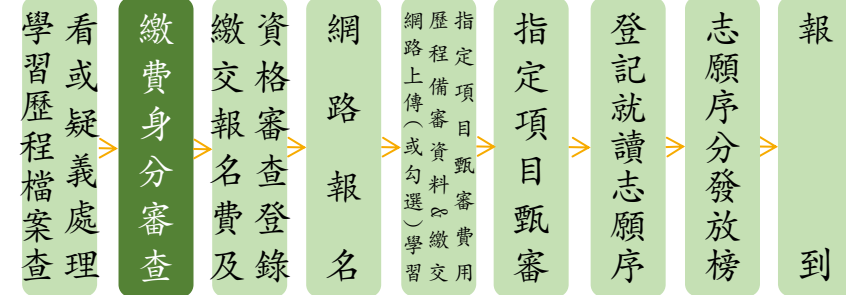 學習歷程檔案查
看或疑義處理
繳費身分審查
繳交報名費及
資格審查登錄
網路報名
網路上傳(或勾選)學習
歷程備審資料&繳交
指定項目甄審費用
指定項目甄審
登記就讀志願序
志願序分發放榜
報到